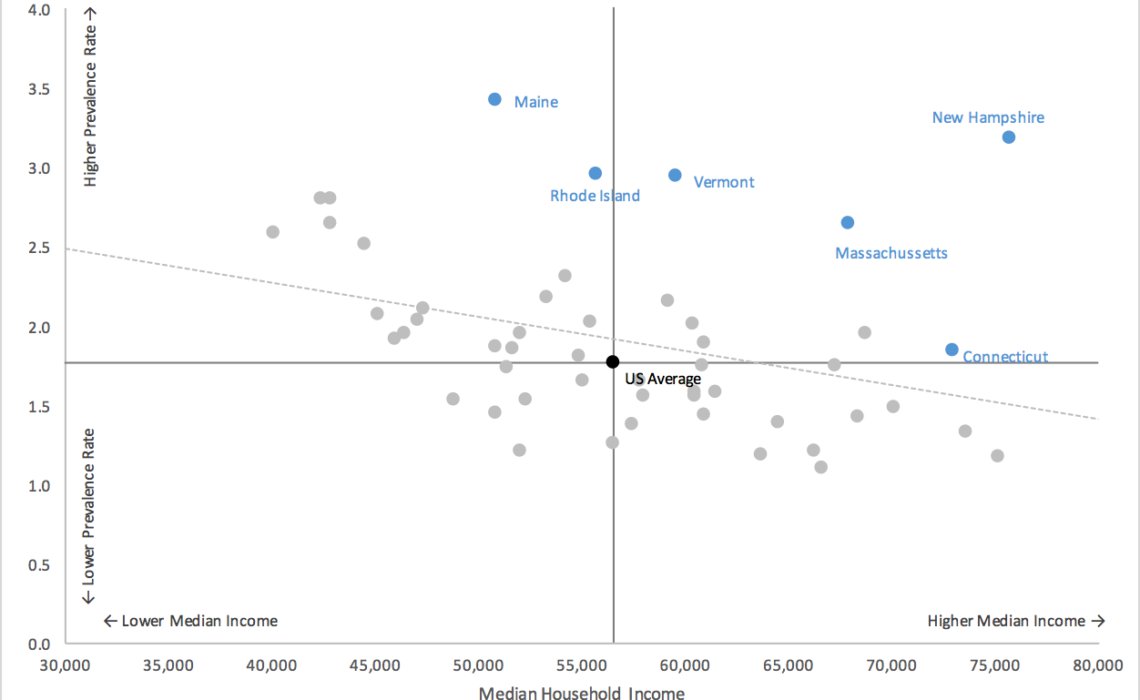 4.0
3.5
3.0
2.5
2.0
1.5
1.0
0.5
0.0
Higher Prevalence Rate →
← Lower Prevalence Rate
Maine
New Hampshire
Rhode Island
Vermont
Massachussetts
Connecticut
US Average
← Lower Median Income
Higher Median Income →
30,000 35,000 40,000 45,000 50,000 55,000 60,000 65,000 70,000 75,000 80,000
Median Household Income